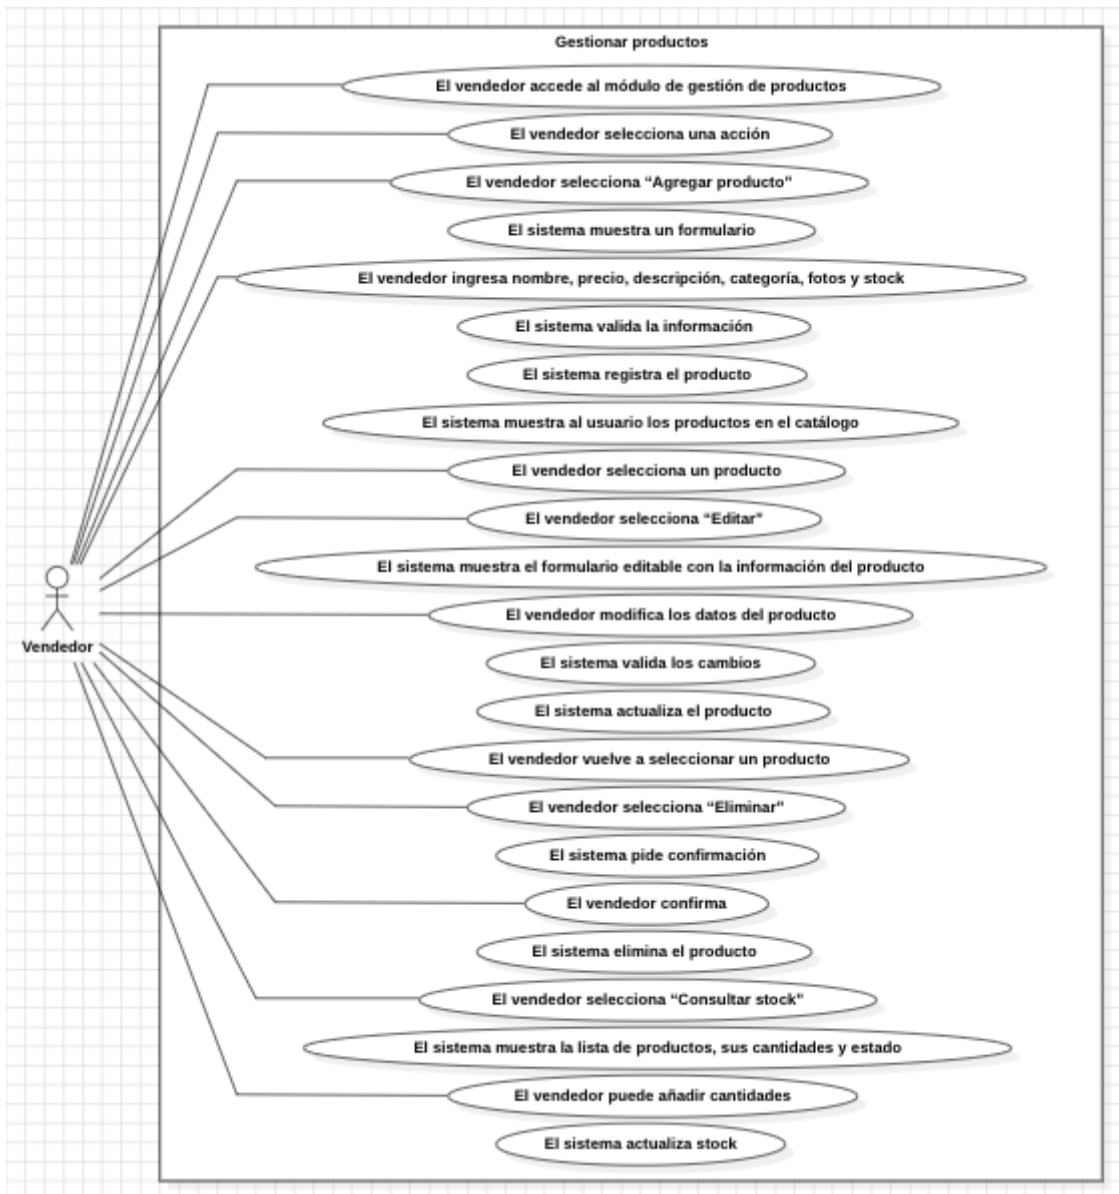 Gestionar productos
El vendedor accede al módulo de gestión de productos
El vendedor selecciona una acción
El vendedor selecciona “Agregar producto”
El sistema muestra un formulario
El vendedor ingresa nombre, precio, descripción, categoría, fotos y stock
El sistema valida la información
El sistema registra el producto
El sistema muestra al usuario los productos en el catálogo
El vendedor selecciona un producto
El vendedor selecciona “Editar”
El sistema muestra el formulario editable con la información del producto
El vendedor modifica los datos del producto
Vendedor
El sistema valida los cambios
El sistema actualiza el producto
El vendedor vuelve a seleccionar un producto
El vendedor selecciona “Eliminar”
El sistema pide confirmación
El vendedor confirma
El sistema elimina el producto
El vendedor selecciona “Consultar stock”
El sistema muestra la lista de productos, sus cantidades y estado
El vendedor puede añadir cantidades
El sistema actualiza stock